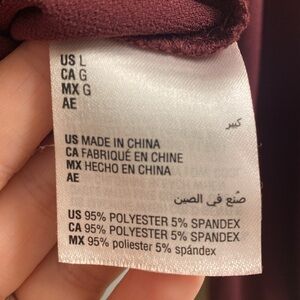 US L
CA G
MX G
AE
كبير
US MADE IN CHINA
CA FABRIQUÉ EN CHINE
MX HECHO EN CHINA
AE
صُنع في الصين
US 95% POLYESTER 5% SPANDEX
CA 95% POLYESTER 5% SPANDEX
MX 95% poliester 5% spándex